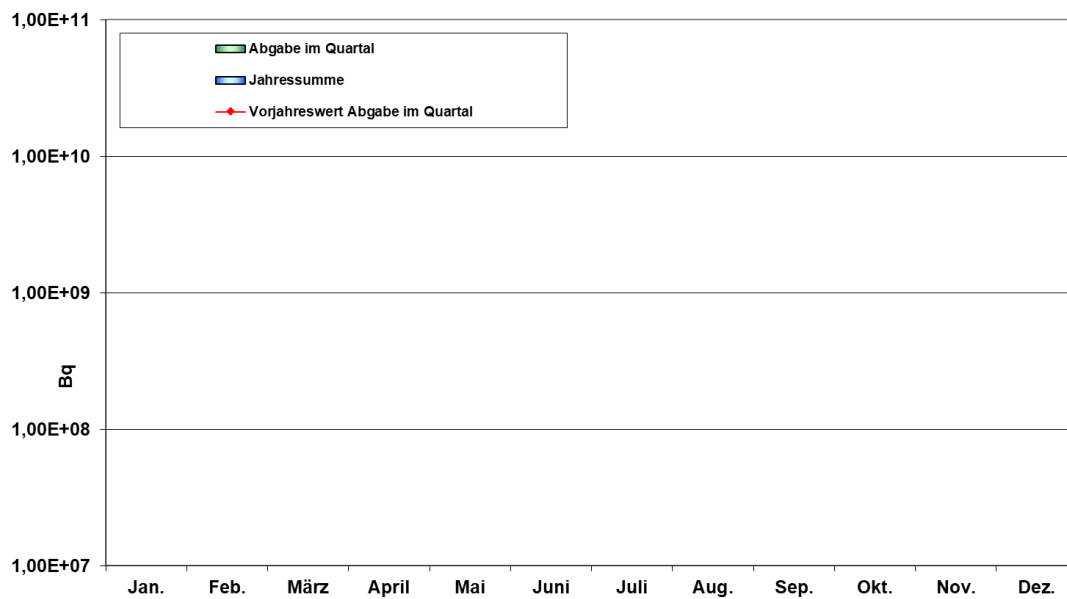 1,00E+11
Abgabe im Quartal
Jahressumme
Vorjahreswert Abgabe im Quartal
1,00E+10
1,00E+09
Bq
1,00E+08
1,00E+07
Jan. Feb. März April Mai Juni Juli Aug. Sep. Okt. Nov. Dez.